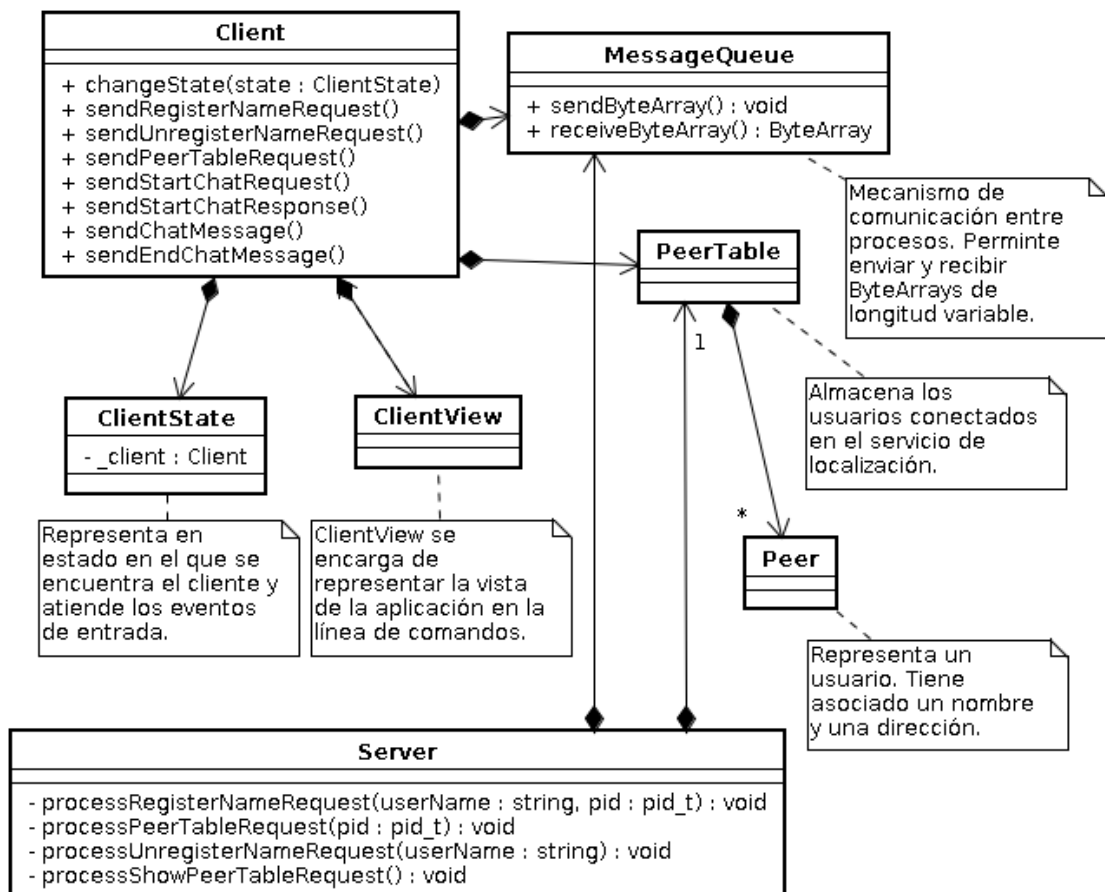 Client
+ changeState(state : ClientState)
+ sendRegisterNameRequest()
+ sendUnregisterNameRequest()
+ sendPeerTableRequest()
+ sendStartChatRequest()
+ sendStartChatResponse()
+ sendChatMessage()
+ sendEndChatMessage()
MessageQueue
+ sendByteArray() : void
+ receiveByteArray() : ByteArray
Mecanismo de
comunicación entre
procesos. Perminte
enviar y recibir
ByteArrays de
longitud variable.
PeerTable
1
Almacena los
usuarios conectados
en el servicio de
localización.
ClientState
- _client : Client
ClientView
Representa en
estado en el que se
encuentra el cliente y
atiende los eventos
de entrada.
ClientView se
encarga de
representar la vista
de la aplicación en la
línea de comandos.
*
Peer
Representa un
usuario. Tiene
asociado un nombre
y una dirección.
Server
- processRegisterNameRequest(userName : string, pid : pid_t) : void
- processPeerTableRequest(pid : pid_t) : void
- processUnregisterNameRequest(userName : string) : void
- processShowPeerTableRequest() : void